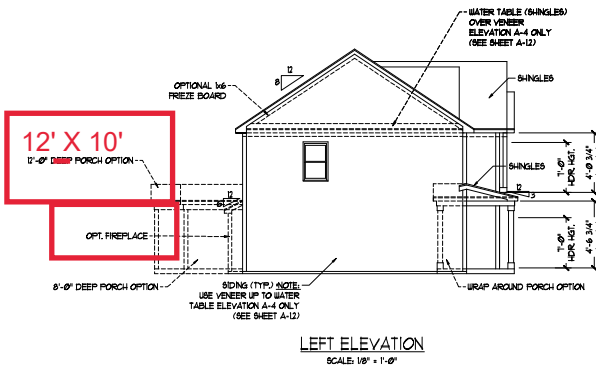 WATER TABLE (SHINGLES)
OVER VENEER
ELEVATION A-4 ONLY
(SEE SHEET A-12)
12
8
OPTIONAL 1x6
FRIEZE BOARD
SHINGLES
12' X 10'
12'-0" DEEP PORCH OPTION
SHINGLES
7'-0"
HDR. HGT.
4'-0 3/4"
12
3
12
OPT. FIREPLACE
7'-0"
HDR. HGT.
4'-6 3/4"
8'-0" DEEP PORCH OPTION
SIDING (TYP.) NOTE:
USE VENEER UP TO WATER
TABLE ELEVATION A-4 ONLY
(SEE SHEET A-12)
WRAP AROUND PORCH OPTION
LEFT ELEVATION
SCALE: 1/8" = 1'-0"